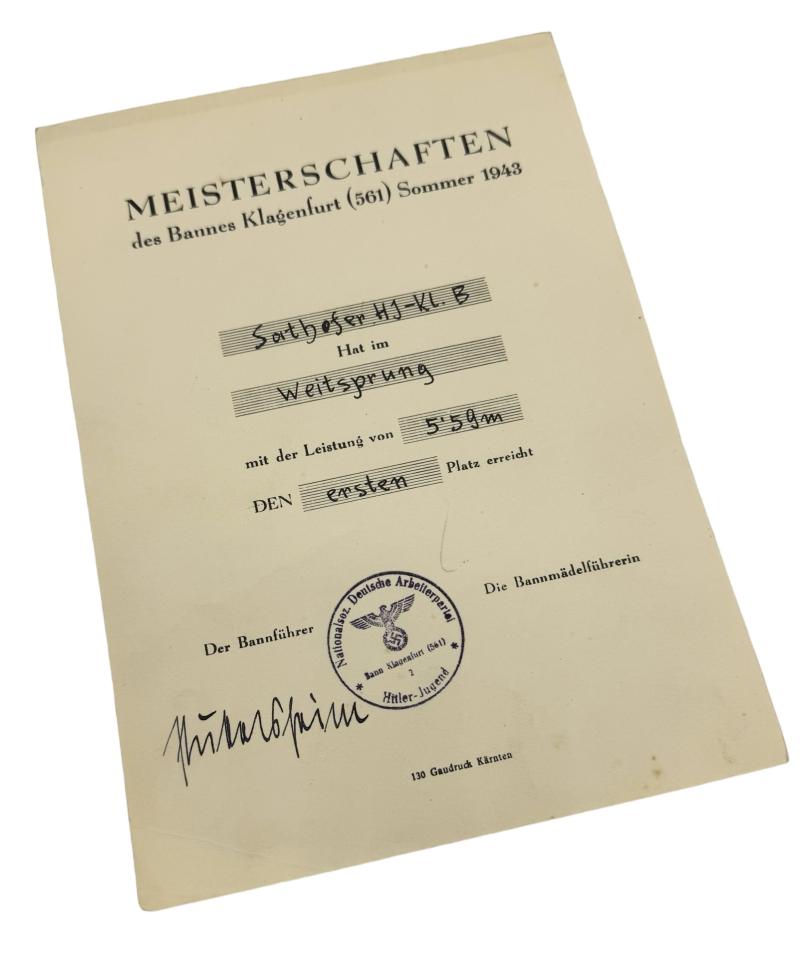 MEISTERSCHAFTEN
des Bannes Klagenfurt (561) Sommer 1943
Sathofer HJ-Kl. B
Hat im
Weitsprung
mit der Leistung von 5'59m
DEN ersten Platz erreicht
Der Bannführer
Die Bannmädelführerin
Nationalsoz. Deutsche Arbeiterpartei
Bann Klagenfurt (561)
2
* Hitler-Jugend *
130 Gaudruck Kärnten